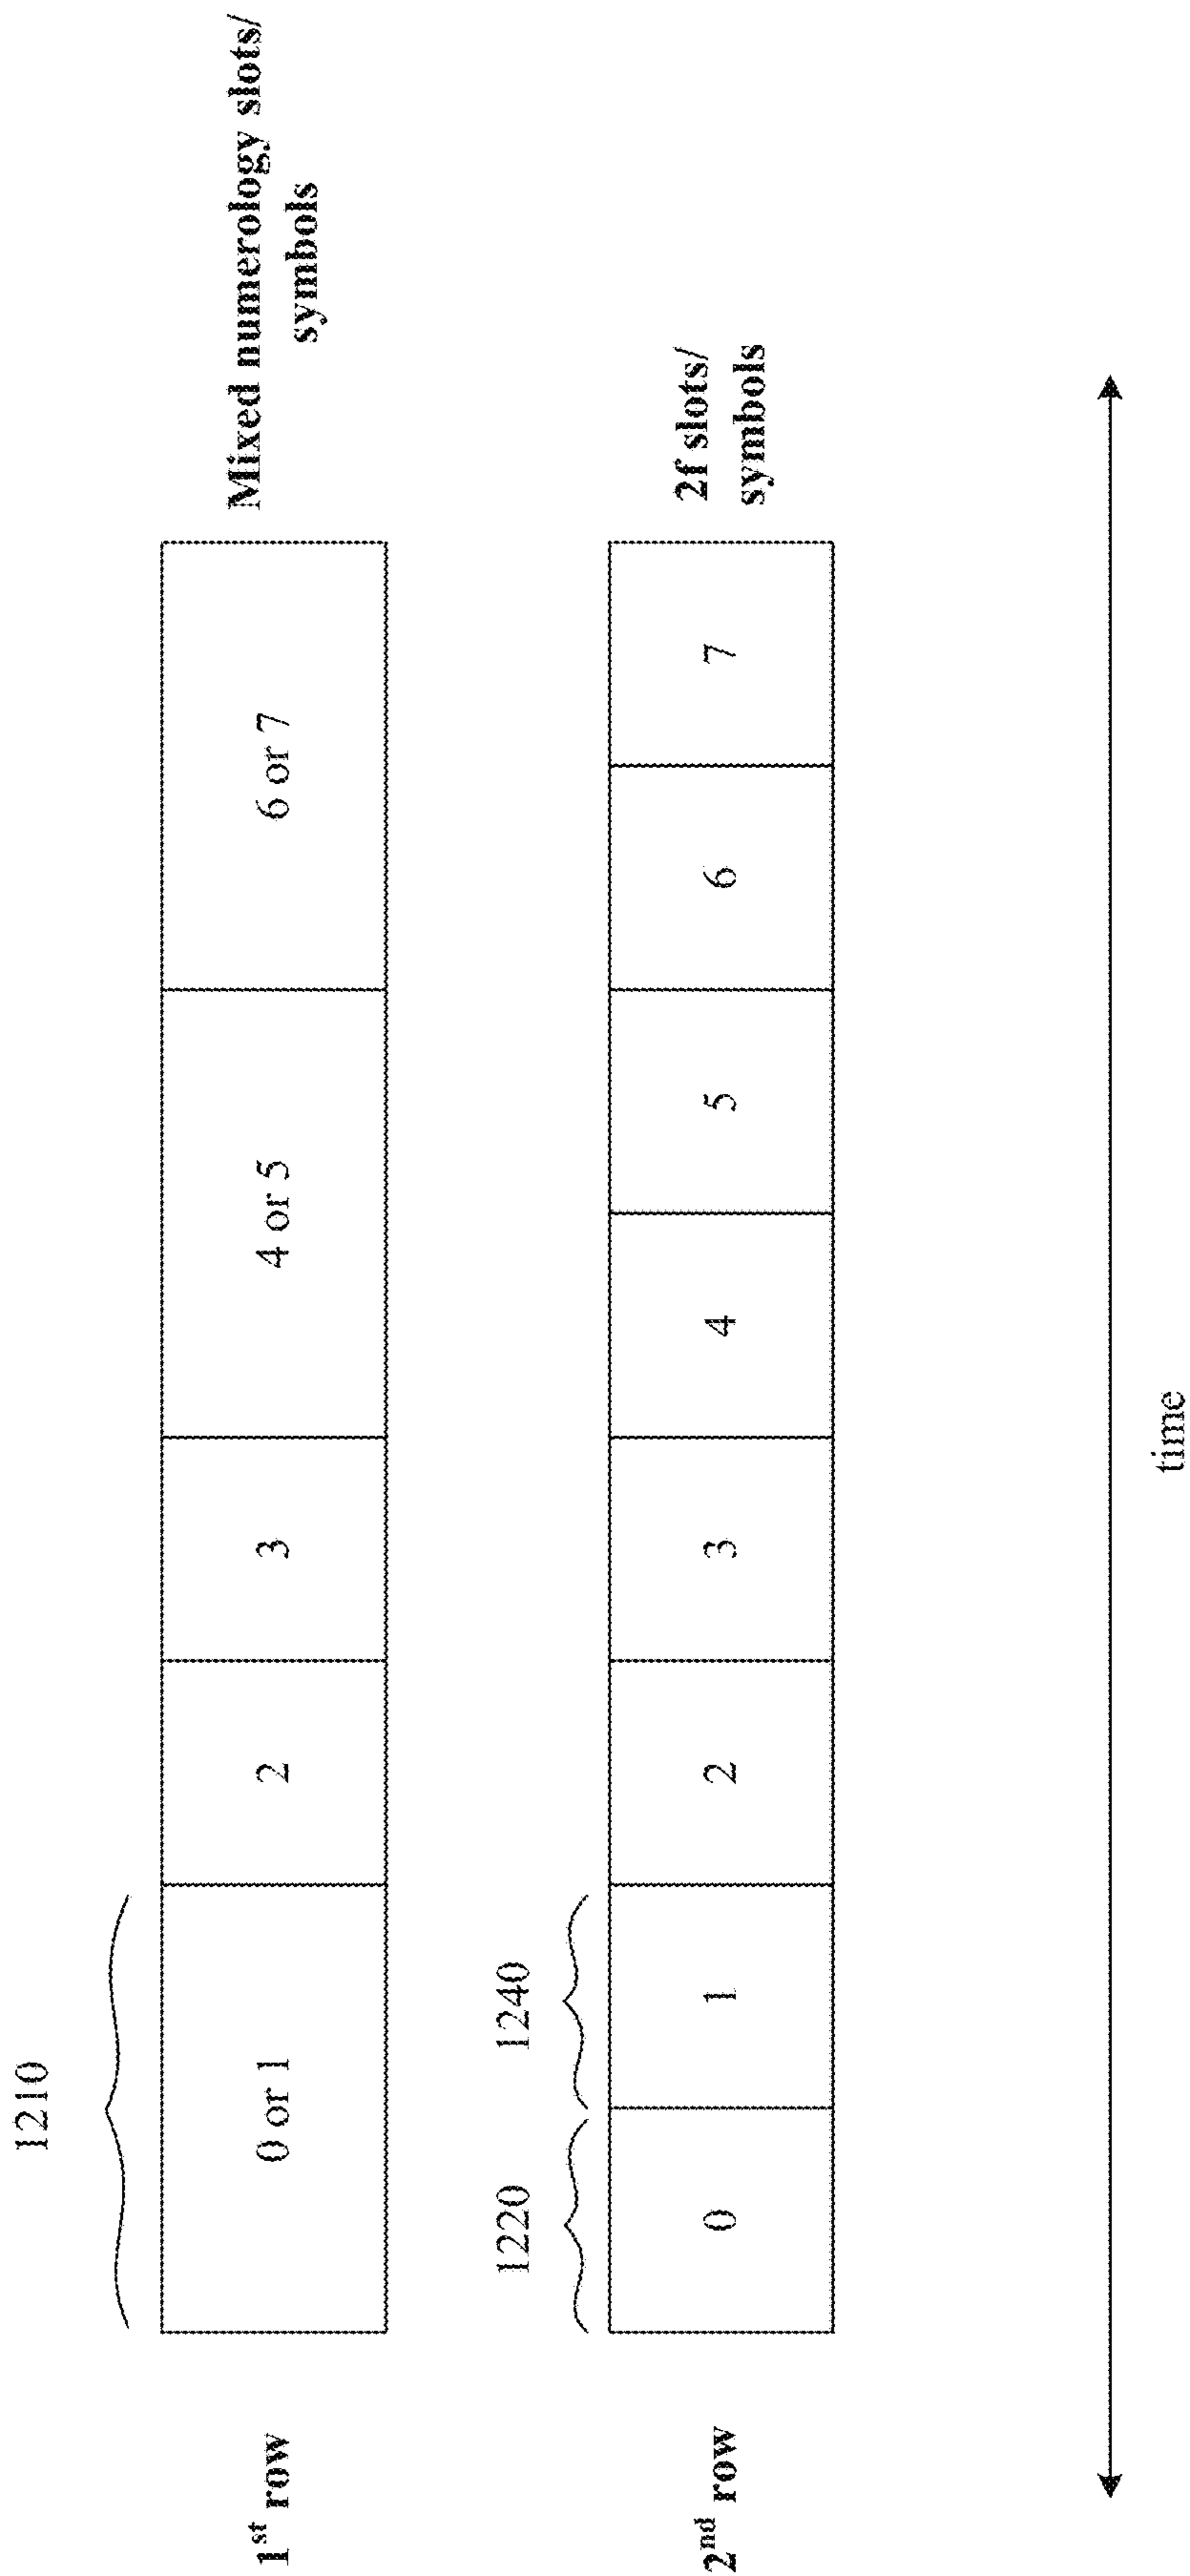 1210
1st row
0 or 1
2
3
4 or 5
6 or 7
Mixed numerology slots/
symbols
1220
1240
2nd row
0
1
2
3
4
5
6
7
2f slots/
symbols
time